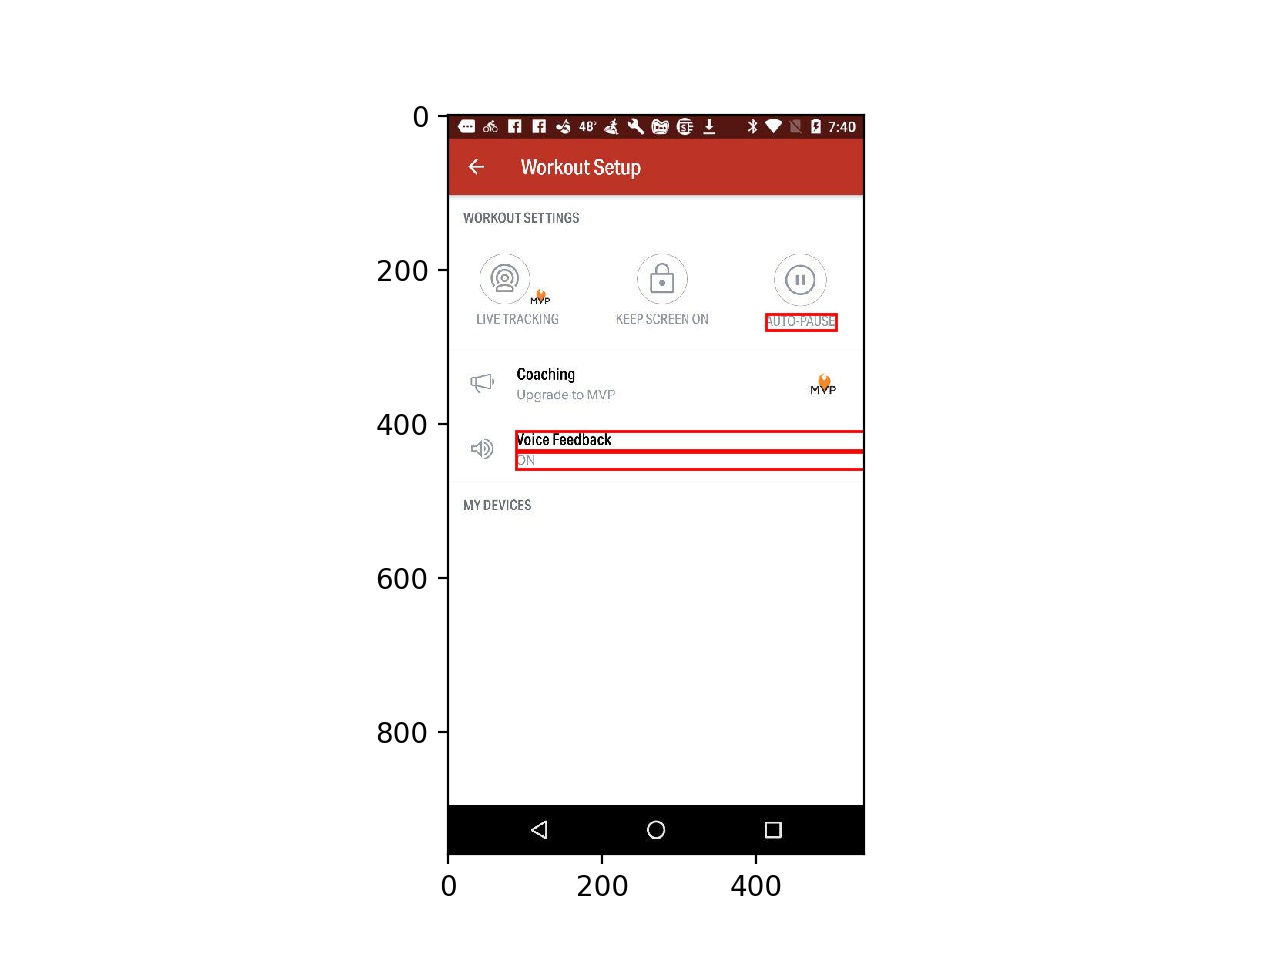 0
48°
7:40
Workout Setup
WORKOUT SETTINGS
200
MVP
LIVE TRACKING
KEEP SCREEN ON
AUTO-PAUSE
Coaching
Upgrade to MVP
MVP
400
Voice Feedback
ON
MY DEVICES
600
800
0 200 400